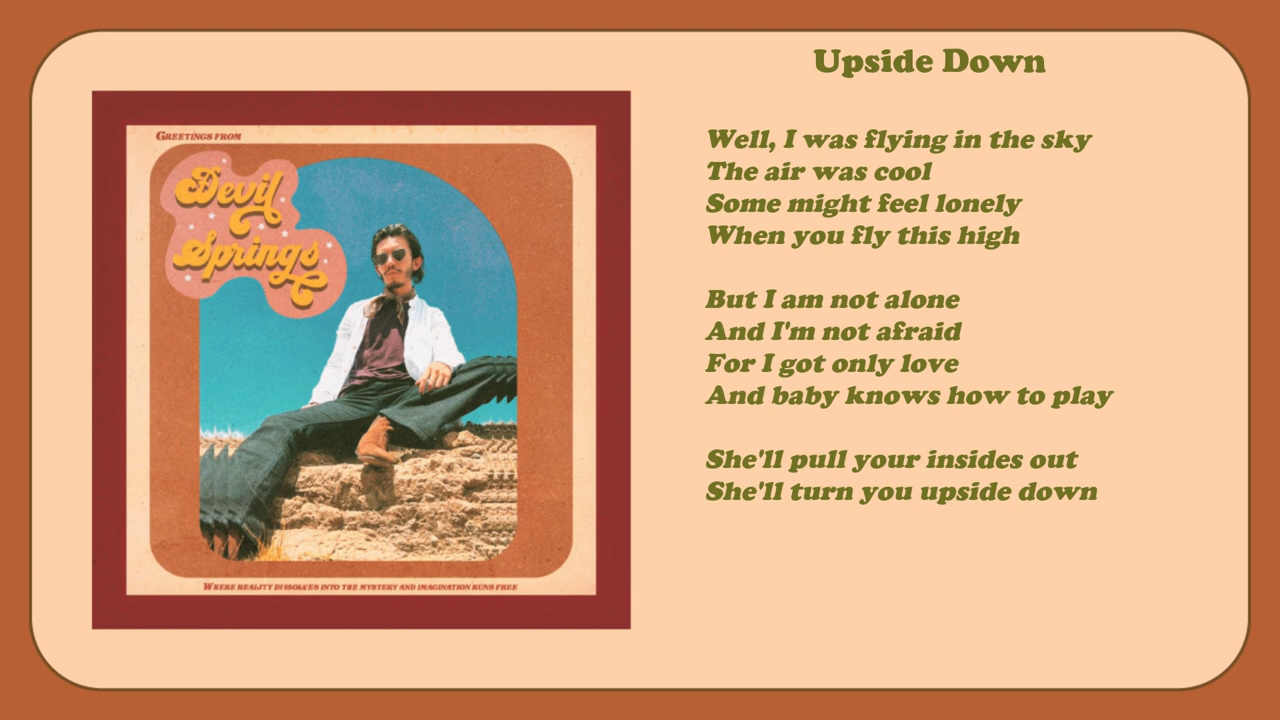 Upside Down
GREETINGS FROM
Devil
Springs
WHERE REALITY DISSOLVES INTO THE MYSTERY AND IMAGINATION RUNS FREE
Well, I was flying in the sky
The air was cool
Some might feel lonely
When you fly this high
But I am not alone
And I'm not afraid
For I got only love
And baby knows how to play
She'll pull your insides out
She'll turn you upside down